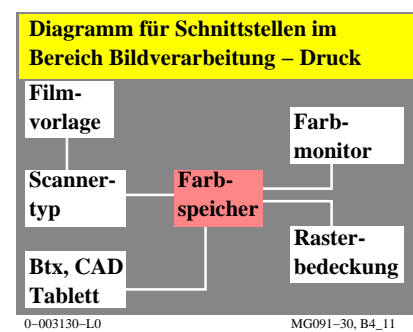 Diagramm für Schnittstellen im
Bereich Bildverarbeitung – Druck
Film-
vorlage
Farb-
monitor
Scanner-
typ
Farb-
speicher
Raster-
bedeckung
Btx, CAD
Tablett
0–003130–L0
MG091–30, B4_11